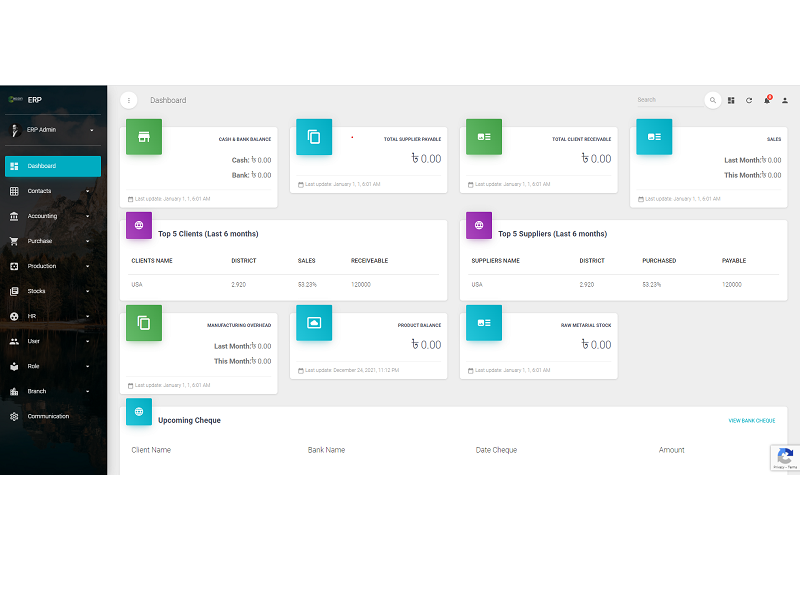 ERP
Dashboard
Search
ERP Admin
Dashboard
Contacts
Accounting
Purchase
Production
Stocks
HR
User
Role
Branch
Communication
CASH & BANK BALANCE
Cash: ৳ 0.00
Bank: ৳ 0.00
Last update: January 1, 1, 6:01 AM
TOTAL SUPPLIER PAYABLE
৳ 0.00
Last update: January 1, 1, 6:01 AM
TOTAL CLIENT RECEIVABLE
৳ 0.00
Last update: January 1, 1, 6:01 AM
SALES
Last Month:৳ 0.00
This Month:৳ 0.00
Last update: January 1, 1, 6:01 AM
Top 5 Clients (Last 6 months)
CLIENTS NAME DISTRICT SALES RECEIVEABLE
USA 2.920 53.23% 120000
Top 5 Suppliers (Last 6 months)
SUPPLIERS NAME DISTRICT PURCHASED PAYABLE
USA 2.920 53.23% 120000
MANUFACTURING OVERHEAD
Last Month:৳ 0.00
This Month:৳ 0.00
Last update: January 1, 1, 6:01 AM
PRODUCT BALANCE
৳ 0.00
Last update: December 24, 2021, 11:12 PM
RAW METARIAL STOCK
৳ 0.00
Last update: January 1, 1, 6:01 AM
Upcoming Cheque
VIEW BANK CHEQUE
Client Name Bank Name Date Cheque Amount
Privacy - Terms